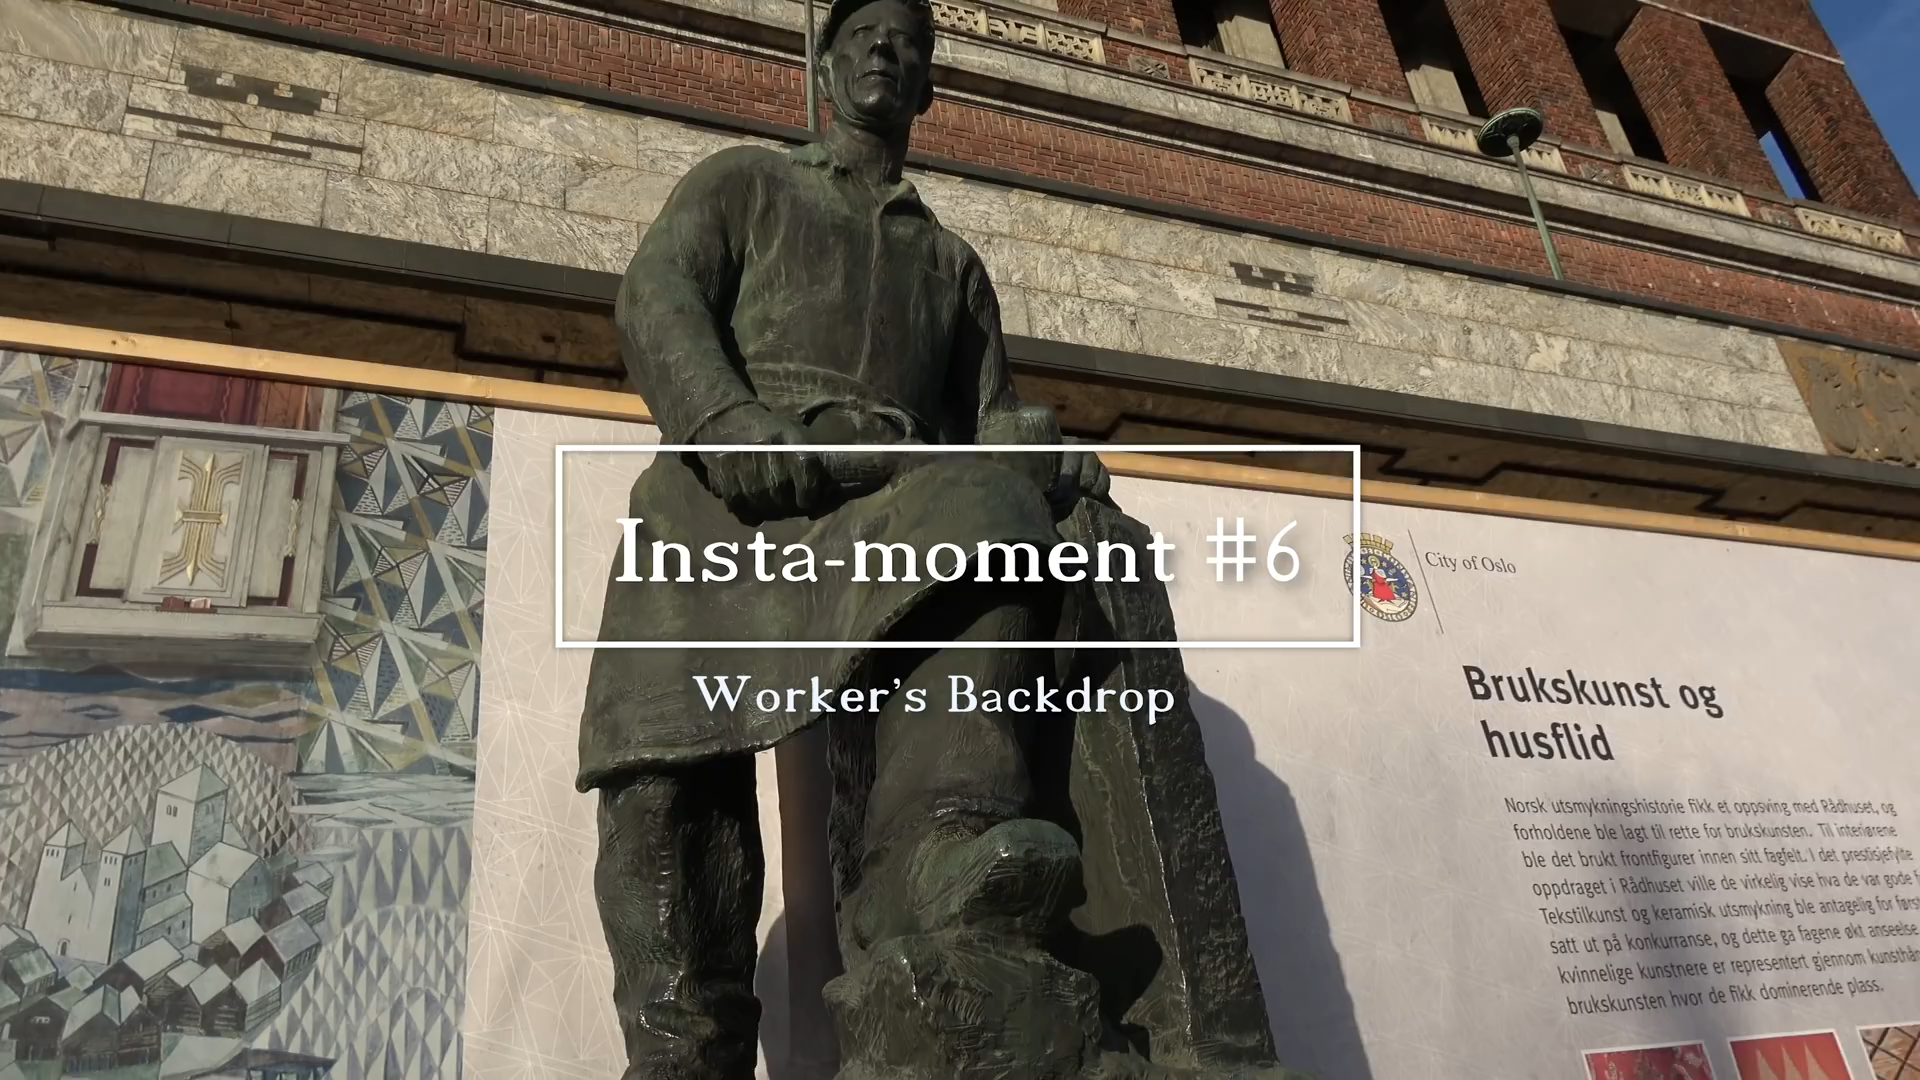 Insta-moment #6
Worker's Backdrop
City of Oslo
Brukskunst og
husflid
Norsk utsmykningshistorie fikk et oppsving med Rådhuset, og
forholdene ble lagt til rette for brukskunsten. Til interiørene
ble det brukt frontfigurer innen sitt fagfelt. I det prestisjefylte
oppdraget i Rådhuset ville de virkelig vise hva de var gode
Tekstilkunst og keramisk utsmykning ble antagelig for først
satt ut på konkurranse, og dette ga fagene økt anseelse.
kvinnelige kunstnere er representert gjennom
brukskunsten hvor de fikk dominerende plass.